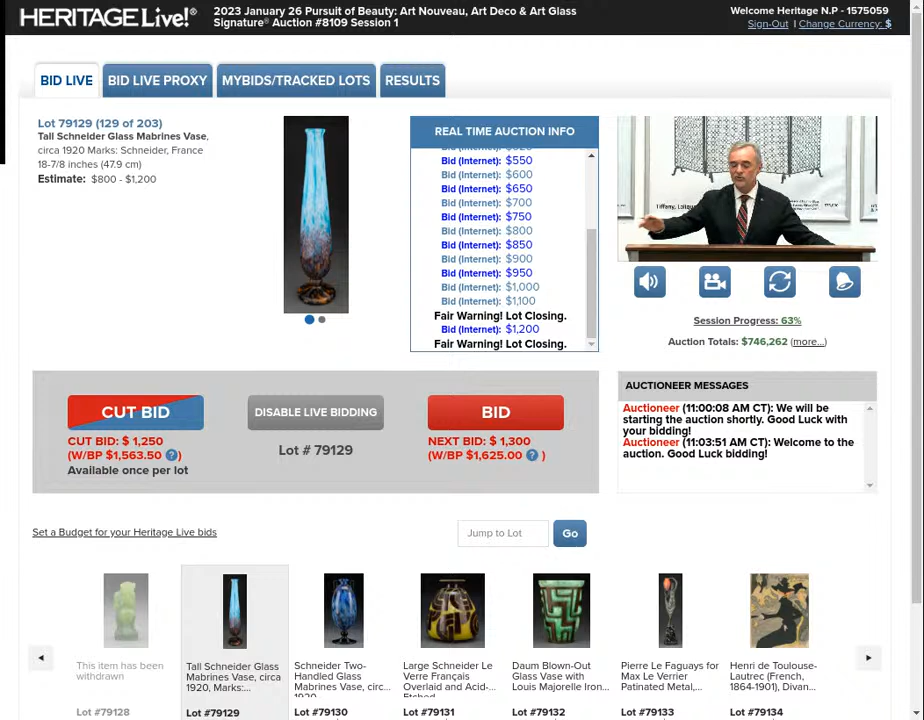 HERITAGE Live!®
2023 January 26 Pursuit of Beauty: Art Nouveau, Art Deco & Art Glass
Signature® Auction #8109 Session 1
Welcome Heritage N.P - 1575059
Sign-Out | Change Currency: $
BID LIVE
BID LIVE PROXY
MYBIDS/TRACKED LOTS
RESULTS
Lot 79129 (129 of 203)
Tall Schneider Glass Mabrines Vase,
circa 1920 Marks: Schneider, France
18-7/8 inches (47.9 cm)
Estimate: $800 - $1,200
REAL TIME AUCTION INFO
Bid (Internet): $550
Bid (Internet): $600
Bid (Internet): $650
Bid (Internet): $700
Bid (Internet): $750
Bid (Internet): $800
Bid (Internet): $850
Bid (Internet): $900
Bid (Internet): $950
Bid (Internet): $1,000
Bid (Internet): $1,100
Fair Warning! Lot Closing.
Bid (Internet): $1,200
Fair Warning! Lot Closing.
Session Progress: 63%
Auction Totals: $746,262 (more...)
CUT BID
CUT BID: $ 1,250
(W/BP $1,563.50 ?)
Available once per lot
DISABLE LIVE BIDDING
Lot # 79129
BID
NEXT BID: $ 1,300
(W/BP $1,625.00 ? )
AUCTIONEER MESSAGES
Auctioneer (11:00:08 AM CT): We will be
starting the auction shortly. Good Luck with
your bidding!
Auctioneer (11:03:51 AM CT): Welcome to the
auction. Good Luck bidding!
Set a Budget for your Heritage Live bids
Jump to Lot
Go
This item has been
withdrawn
Lot #79128
Tall Schneider Glass
Mabrines Vase, circa
1920, Marks:...
Lot #79129
Schneider Two-
Handled Glass
Mabrines Vase, circ...
1920
Lot #79130
Large Schneider Le
Verre Français
Overlaid and Acid-
Etched
Lot #79131
Daum Blown-Out
Glass Vase with
Louis Majorelle Iron...
Lot #79132
Pierre Le Faguays for
Max Le Verrier
Patinated Metal,...
Lot #79133
Henri de Toulouse-
Lautrec (French,
1864-1901), Divan...
Lot #79134